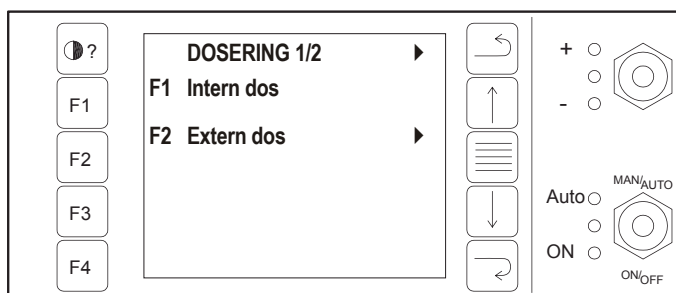 ?
F1
F2
F3
F4
DOSERING 1/2
F1 Intern dos
F2 Extern dos
+
-
MAN/AUTO
Auto
ON
ON/OFF